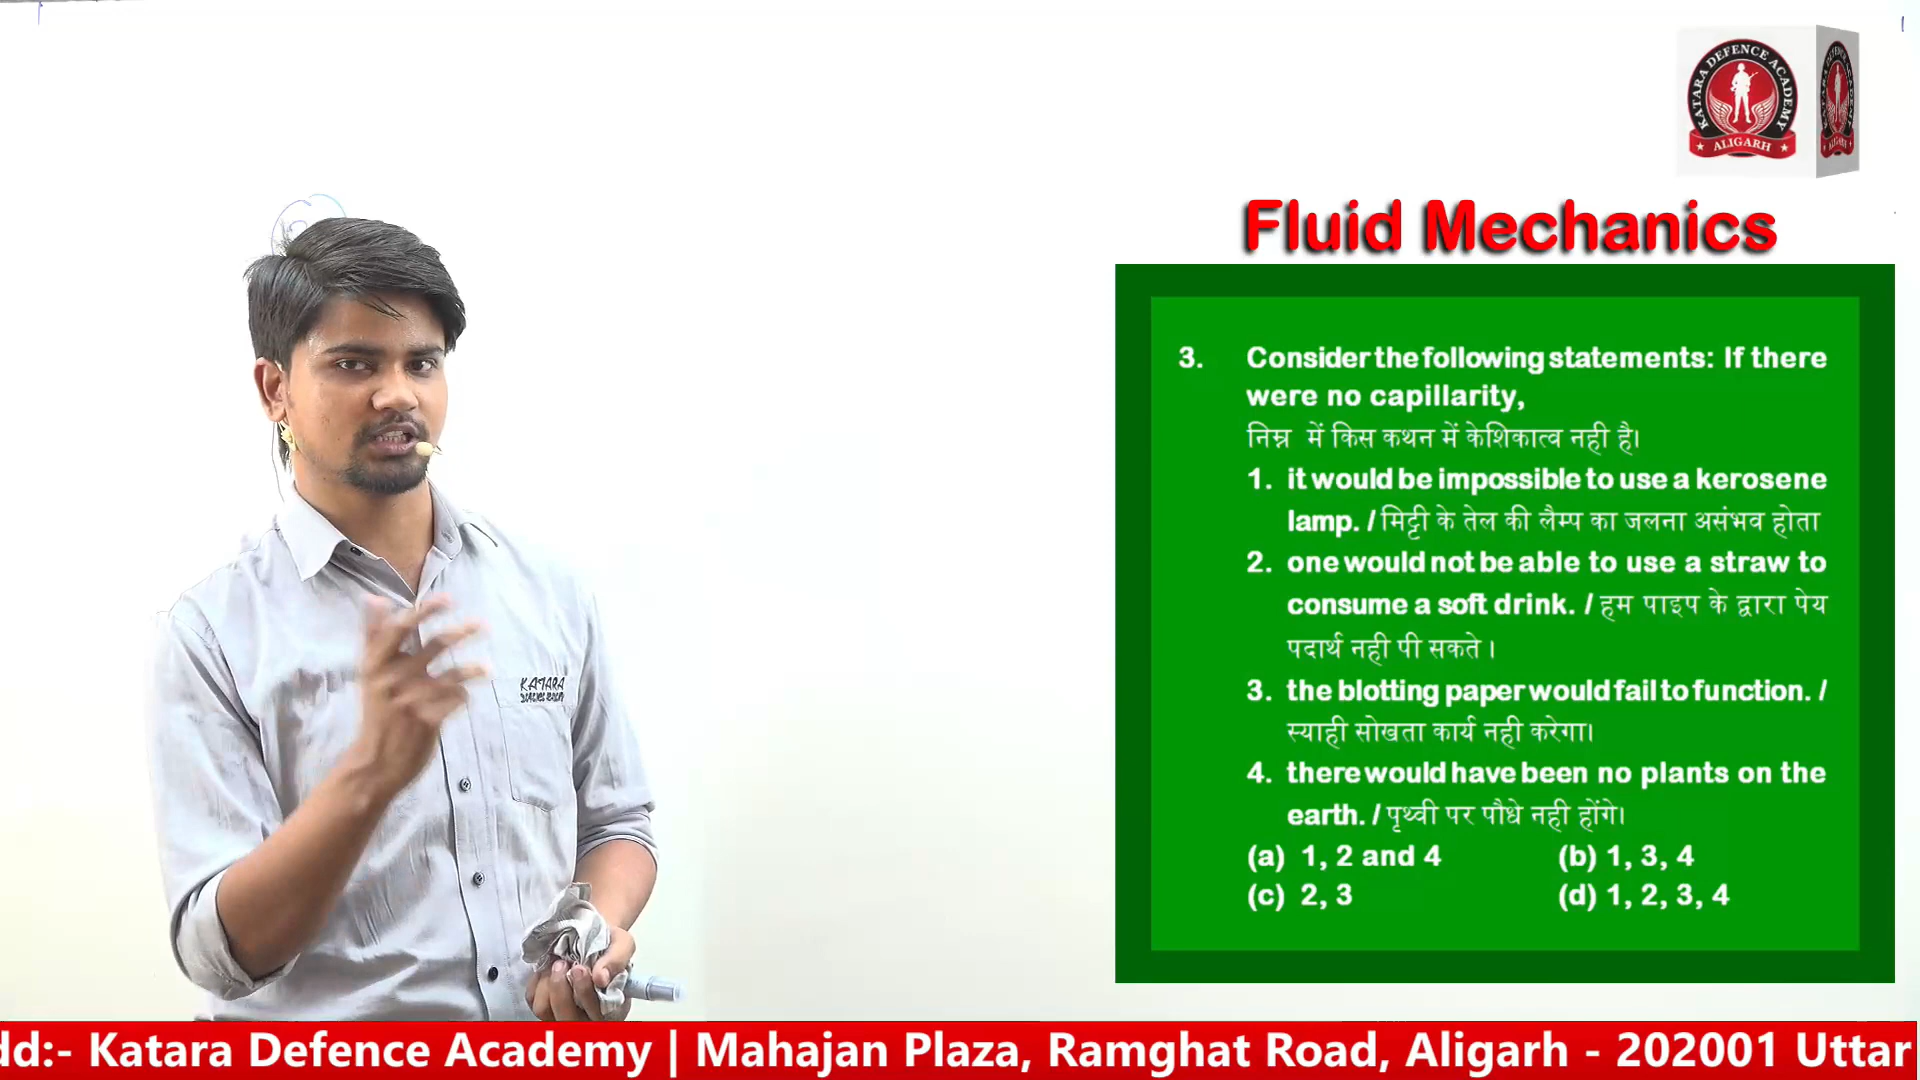 KATARA DEFENCE ACADEMY
ALIGARH
Fluid Mechanics
3. Consider the following statements: If there
were no capillarity,
निम्न में किस कथन में केशिकात्व नही है।
1. it would be impossible to use a kerosene
lamp. / मिट्टी के तेल की लैम्प का जलना असंभव होता
2. one would not be able to use a straw to
consume a soft drink. / हम पाइप के द्वारा पेय
पदार्थ नही पी सकते ।
3. the blotting paper would fail to function. /
स्याही सोखता कार्य नही करेगा।
4. there would have been no plants on the
earth. / पृथ्वी पर पौधे नही होंगे।
(a) 1, 2 and 4 (b) 1, 3, 4
(c) 2, 3 (d) 1, 2, 3, 4
KATARA
dd:- Katara Defence Academy | Mahajan Plaza, Ramghat Road, Aligarh - 202001 Uttar